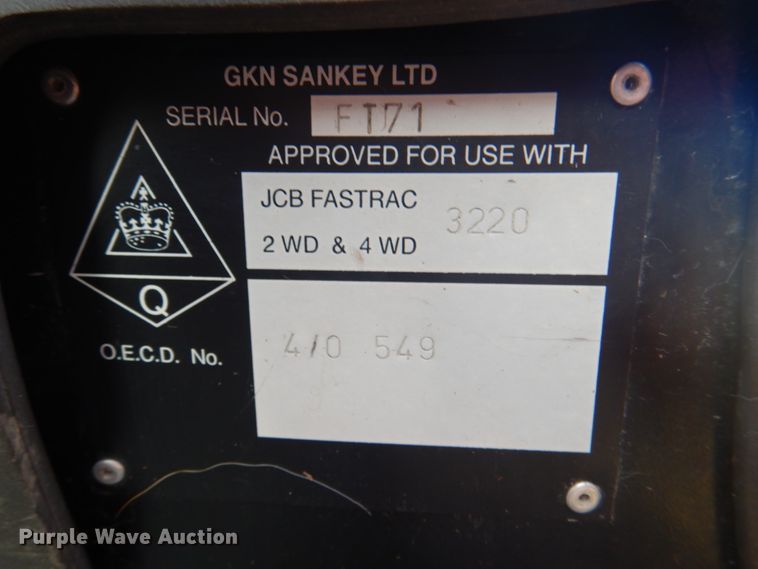 GKN SANKEY LTD
SERIAL No. FT71
APPROVED FOR USE WITH
JCB FASTRAC 3220
2 WD & 4 WD
Q
O.E.C.D. No. 4/0 549
Purple Wave Auction